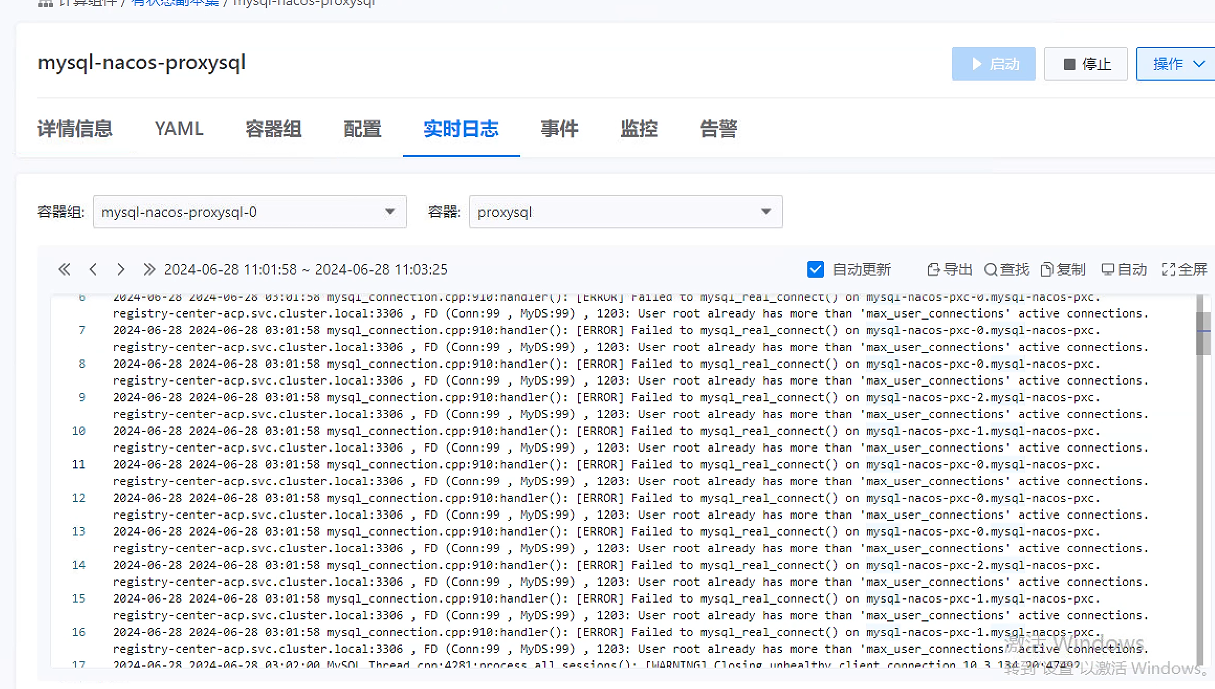 计算组件 / 有状态副本集 / mysql-nacos-proxysql
mysql-nacos-proxysql
启动
停止
操作
详情信息
YAML
容器组
配置
实时日志
事件
监控
告警
容器组:
mysql-nacos-proxysql-0
容器:
proxysql
2024-06-28 11:01:58 ~ 2024-06-28 11:03:25
自动更新
导出
查找
复制
自动
全屏
6 2024-06-28 2024-06-28 03:01:58 mysql_connection.cpp:910:handler(): [ERROR] Failed to mysql_real_connect() on mysql-nacos-pxc-0.mysql-nacos-pxc.
registry-center-acp.svc.cluster.local:3306 , FD (Conn:99 , MyDS:99) , 1203: User root already has more than 'max_user_connections' active connections.
7 2024-06-28 2024-06-28 03:01:58 mysql_connection.cpp:910:handler(): [ERROR] Failed to mysql_real_connect() on mysql-nacos-pxc-0.mysql-nacos-pxc.
registry-center-acp.svc.cluster.local:3306 , FD (Conn:99 , MyDS:99) , 1203: User root already has more than 'max_user_connections' active connections.
8 2024-06-28 2024-06-28 03:01:58 mysql_connection.cpp:910:handler(): [ERROR] Failed to mysql_real_connect() on mysql-nacos-pxc-0.mysql-nacos-pxc.
registry-center-acp.svc.cluster.local:3306 , FD (Conn:99 , MyDS:99) , 1203: User root already has more than 'max_user_connections' active connections.
9 2024-06-28 2024-06-28 03:01:58 mysql_connection.cpp:910:handler(): [ERROR] Failed to mysql_real_connect() on mysql-nacos-pxc-2.mysql-nacos-pxc.
registry-center-acp.svc.cluster.local:3306 , FD (Conn:99 , MyDS:99) , 1203: User root already has more than 'max_user_connections' active connections.
10 2024-06-28 2024-06-28 03:01:58 mysql_connection.cpp:910:handler(): [ERROR] Failed to mysql_real_connect() on mysql-nacos-pxc-1.mysql-nacos-pxc.
registry-center-acp.svc.cluster.local:3306 , FD (Conn:99 , MyDS:99) , 1203: User root already has more than 'max_user_connections' active connections.
11 2024-06-28 2024-06-28 03:01:58 mysql_connection.cpp:910:handler(): [ERROR] Failed to mysql_real_connect() on mysql-nacos-pxc-0.mysql-nacos-pxc.
registry-center-acp.svc.cluster.local:3306 , FD (Conn:99 , MyDS:99) , 1203: User root already has more than 'max_user_connections' active connections.
12 2024-06-28 2024-06-28 03:01:58 mysql_connection.cpp:910:handler(): [ERROR] Failed to mysql_real_connect() on mysql-nacos-pxc-0.mysql-nacos-pxc.
registry-center-acp.svc.cluster.local:3306 , FD (Conn:99 , MyDS:99) , 1203: User root already has more than 'max_user_connections' active connections.
13 2024-06-28 2024-06-28 03:01:58 mysql_connection.cpp:910:handler(): [ERROR] Failed to mysql_real_connect() on mysql-nacos-pxc-0.mysql-nacos-pxc.
registry-center-acp.svc.cluster.local:3306 , FD (Conn:99 , MyDS:99) , 1203: User root already has more than 'max_user_connections' active connections.
14 2024-06-28 2024-06-28 03:01:58 mysql_connection.cpp:910:handler(): [ERROR] Failed to mysql_real_connect() on mysql-nacos-pxc-2.mysql-nacos-pxc.
registry-center-acp.svc.cluster.local:3306 , FD (Conn:99 , MyDS:99) , 1203: User root already has more than 'max_user_connections' active connections.
15 2024-06-28 2024-06-28 03:01:58 mysql_connection.cpp:910:handler(): [ERROR] Failed to mysql_real_connect() on mysql-nacos-pxc-1.mysql-nacos-pxc.
registry-center-acp.svc.cluster.local:3306 , FD (Conn:99 , MyDS:99) , 1203: User root already has more than 'max_user_connections' active connections.
16 2024-06-28 2024-06-28 03:01:58 mysql_connection.cpp:910:handler(): [ERROR] Failed to mysql_real_connect() on mysql-nacos-pxc-1.mysql-nacos-pxc.
registry-center-acp.svc.cluster.local:3306 , FD (Conn:99 , MyDS:99) , 1203: User root already has more than 'max_user_connections' active connections.
17 2024-06-28 2024-06-28 03:02:00 MySQL_Thread.cpp:4281:process_all_sessions(): [WARNING] Closing unhealthy client connection 10.3.134.20:47492
激活 Windows
转到"设置"以激活 Windows。